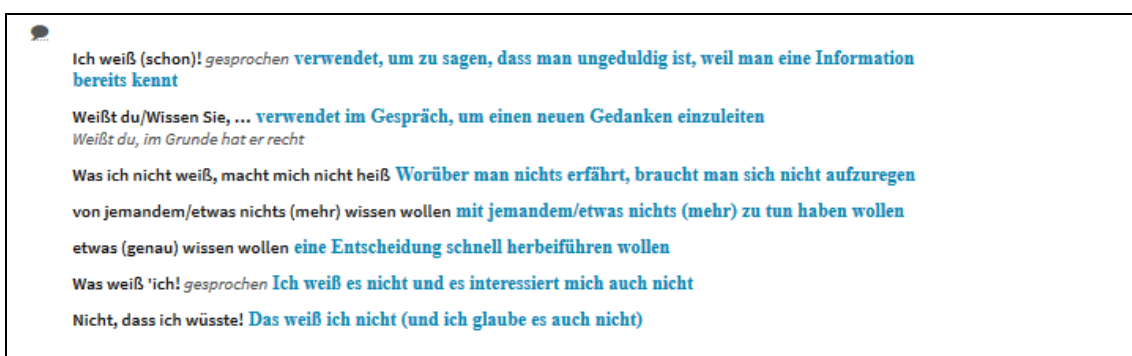 Ich weiß (schon)! gesprochen verwendet, um zu sagen, dass man ungeduldig ist, weil man eine Information
bereits kennt
Weißt du/Wissen Sie, … verwendet im Gespräch, um einen neuen Gedanken einzuleiten
Weißt du, im Grunde hat er recht
Was ich nicht weiß, macht mich nicht heiß Worüber man nichts erfährt, braucht man sich nicht aufzuregen
von jemandem/etwas nichts (mehr) wissen wollen mit jemandem/etwas nichts (mehr) zu tun haben wollen
etwas (genau) wissen wollen eine Entscheidung schnell herbeiführen wollen
Was weiß 'ich! gesprochen Ich weiß es nicht und es interessiert mich auch nicht
Nicht, dass ich wüsste! Das weiß ich nicht (und ich glaube es auch nicht)